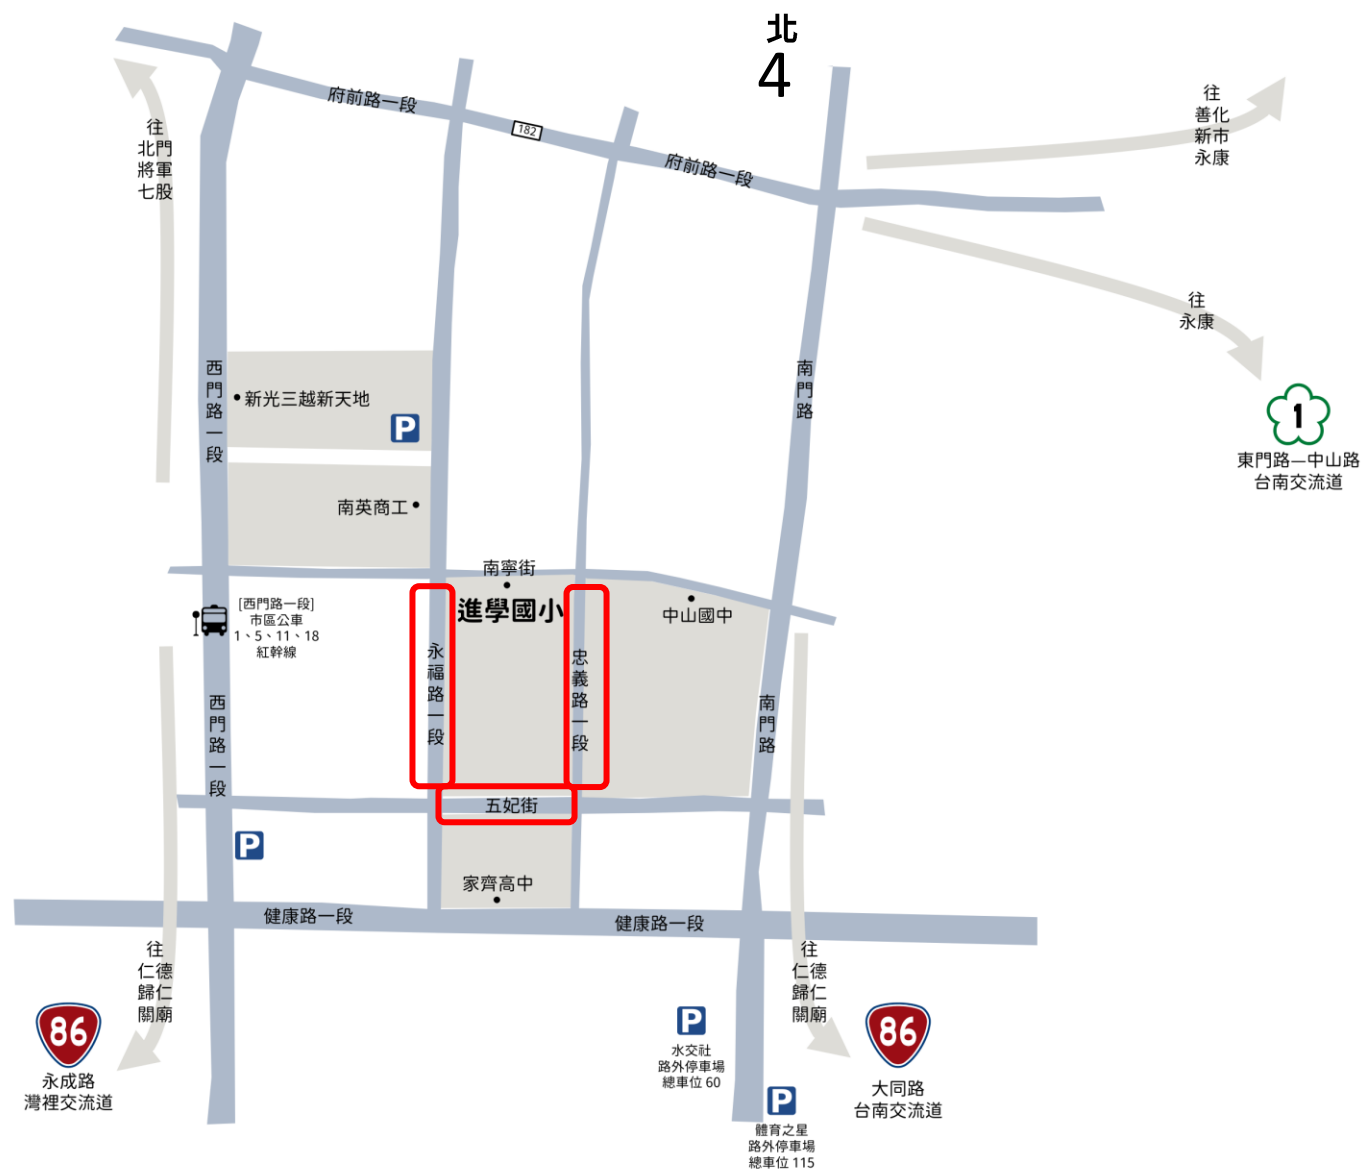 北
4
府前路一段
182
府前路一段
往
善化
新市
永康
往
北門
將軍
七股
往
永康
西門路一段
新光三越新天地
P
南門路
1
東門路—中山路
台南交流道
南英商工
南寧街
進學國小
中山國中
[西門路一段]
市區公車
1、5、11、18
紅幹線
永福路一段
忠義路一段
西門路一段
南門路
五妃街
P
家齊高中
健康路一段
健康路一段
往
仁德
歸仁
關廟
往
仁德
歸仁
關廟
86
永成路
灣裡交流道
P
水交社
路外停車場
總車位 60
86
大同路
台南交流道
P
體育之星
路外停車場
總車位 115